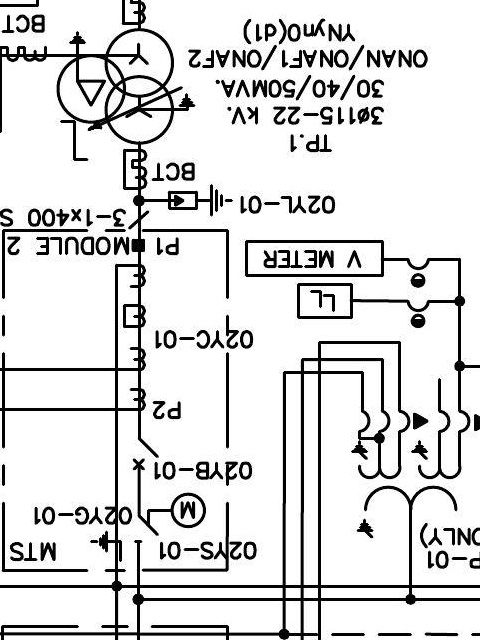 P-01
ONLY)
02YS-01
MTS
M
02YG-01
02YB-01
P2
02YC-01
LL
V METER
P1
MODULE 2
3-1x400 S
02YL-01
BCT
TP.1
3ø115-22 kV.
30/40/50MVA.
ONAN/ONAF1/ONAF2
YNyn0(d1)
BCT